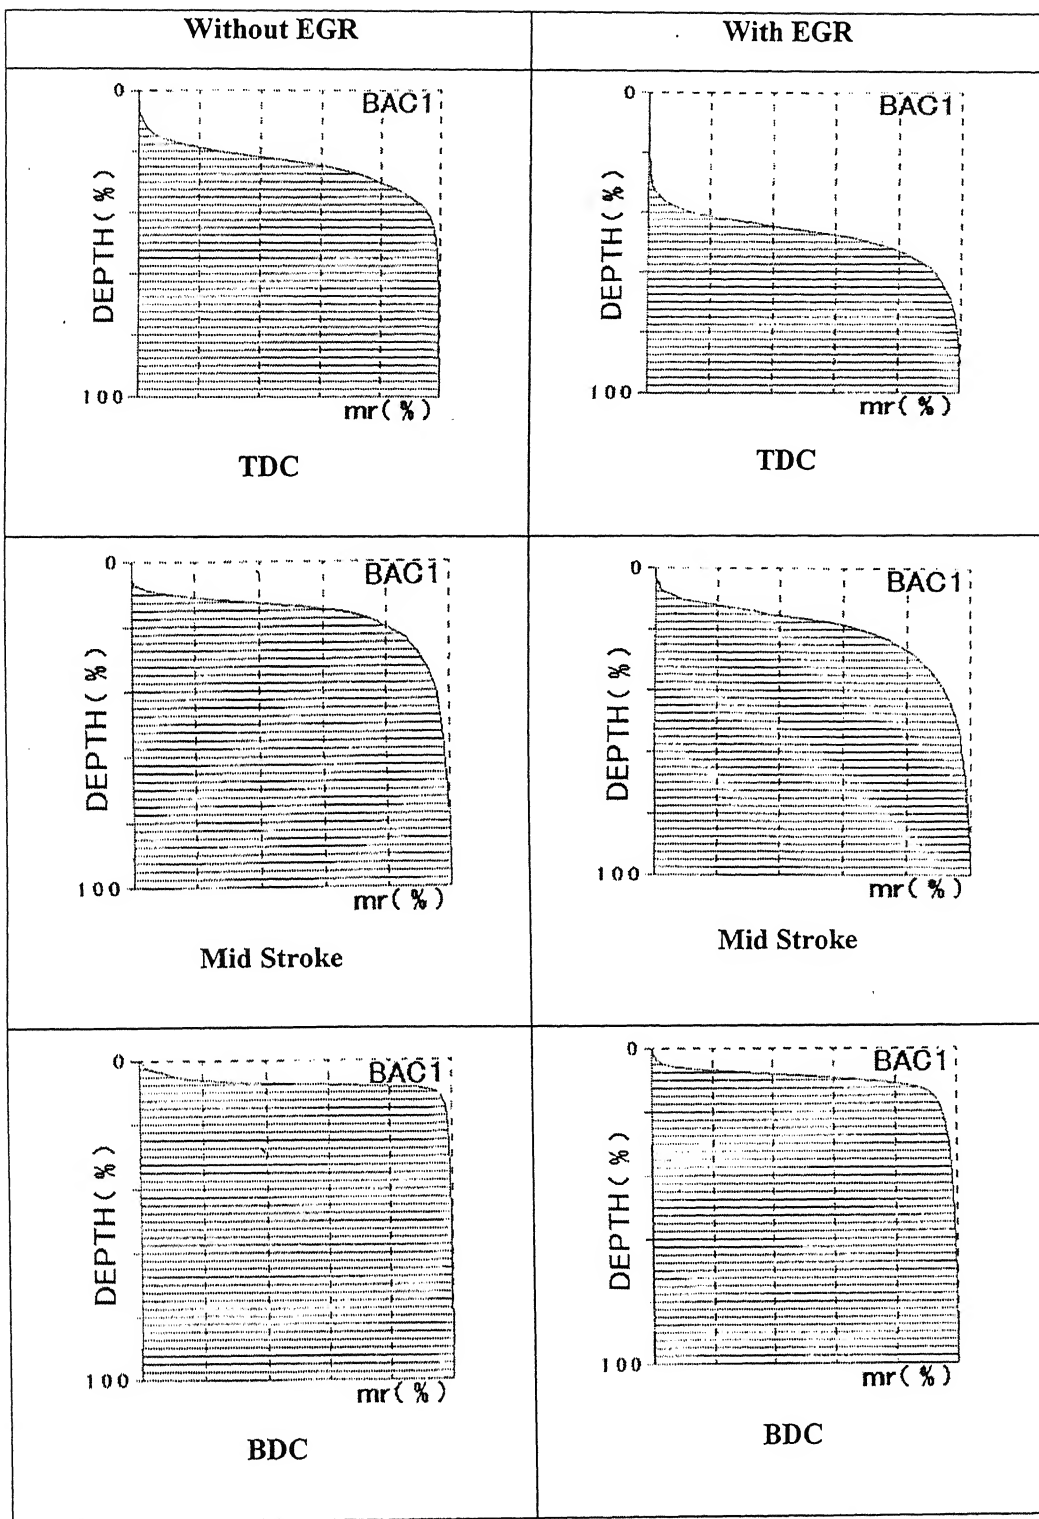 Without EGR
With EGR
0
BAC1
DEPTH(%)
100
mr(%)
TDC
0
BAC1
DEPTH(%)
100
mr(%)
TDC
0
BAC1
DEPTH(%)
100
mr(%)
Mid Stroke
0
BAC1
DEPTH(%)
100
mr(%)
Mid Stroke
0
BAC1
DEPTH(%)
100
mr(%)
BDC
0
BAC1
DEPTH(%)
100
mr(%)
BDC